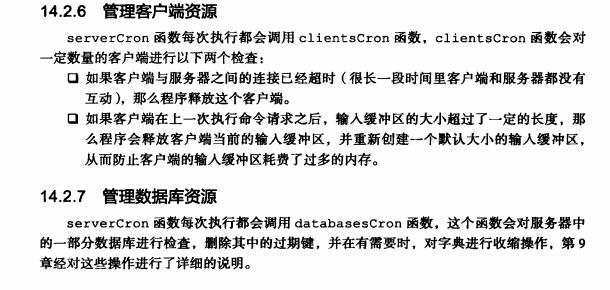 14.2.6 管理客户端资源
serverCron 函数每次执行都会调用 clientsCron 函数，clientsCron 函数会对
一定数量的客户端进行以下两个检查：
❑ 如果客户端与服务器之间的连接已经超时（很长一段时间里客户端和服务器都没有
互动），那么程序释放这个客户端。
❑ 如果客户端在上一次执行命令请求之后，输入缓冲区的大小超过了一定的长度，那
么程序会释放客户端当前的输入缓冲区，并重新创建一个默认大小的输入缓冲区，
从而防止客户端的输入缓冲区耗费了过多的内存。
14.2.7 管理数据库资源
serverCron 函数每次执行都会调用 databasesCron 函数，这个函数会对服务器中
的一部分数据库进行检查，删除其中的过期键，并在有需要时，对字典进行收缩操作，第 9
章经对这些操作进行了详细的说明。